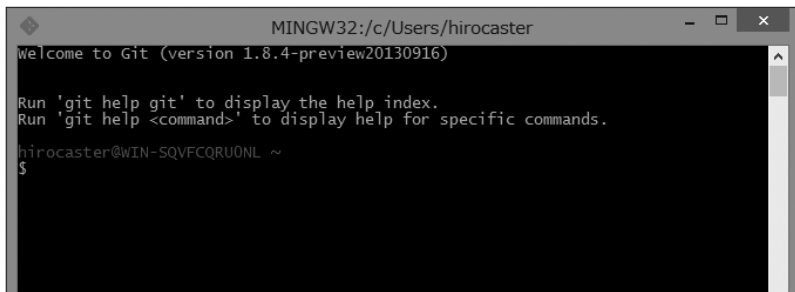 MINGW32:/c/Users/hirocaster
Welcome to Git (version 1.8.4-preview20130916)
Run 'git help git' to display the help index.
Run 'git help <command>' to display help for specific commands.
hirocaster@WIN-SQVFCQRU0NL ~
$